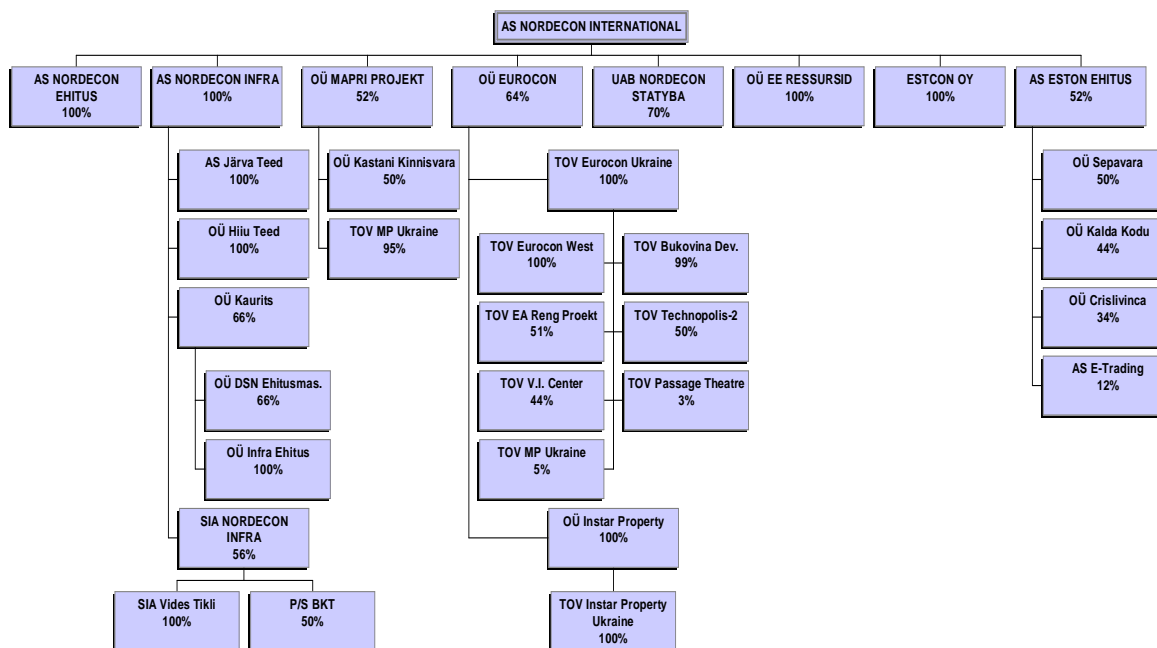 AS NORDECON INTERNATIONAL
AS NORDECON
EHITUS
100%
AS NORDECON INFRA
100%
OÜ MAPRI PROJEKT
52%
OÜ EUROCON
64%
UAB NORDECON
STATYBA
70%
OÜ EE RESSURSID
100%
ESTCON OY
100%
AS ESTON EHITUS
52%
AS Järva Teed
100%
OÜ Hiiu Teed
100%
OÜ Kaurits
66%
OÜ DSN Ehitusmas.
66%
OÜ Infra Ehitus
100%
SIA NORDECON
INFRA
56%
SIA Vides Tikli
100%
P/S BKT
50%
OÜ Kastani Kinnisvara
50%
TOV MP Ukraine
95%
TOV Eurocon Ukraine
100%
TOV Eurocon West
100%
TOV Bukovina Dev.
99%
TOV EA Reng Proekt
51%
TOV Technopolis-2
50%
TOV V.I. Center
44%
TOV Passage Theatre
3%
TOV MP Ukraine
5%
OÜ Instar Property
100%
TOV Instar Property
Ukraine
100%
OÜ Sepavara
50%
OÜ Kalda Kodu
44%
OÜ Crislivinca
34%
AS E-Trading
12%